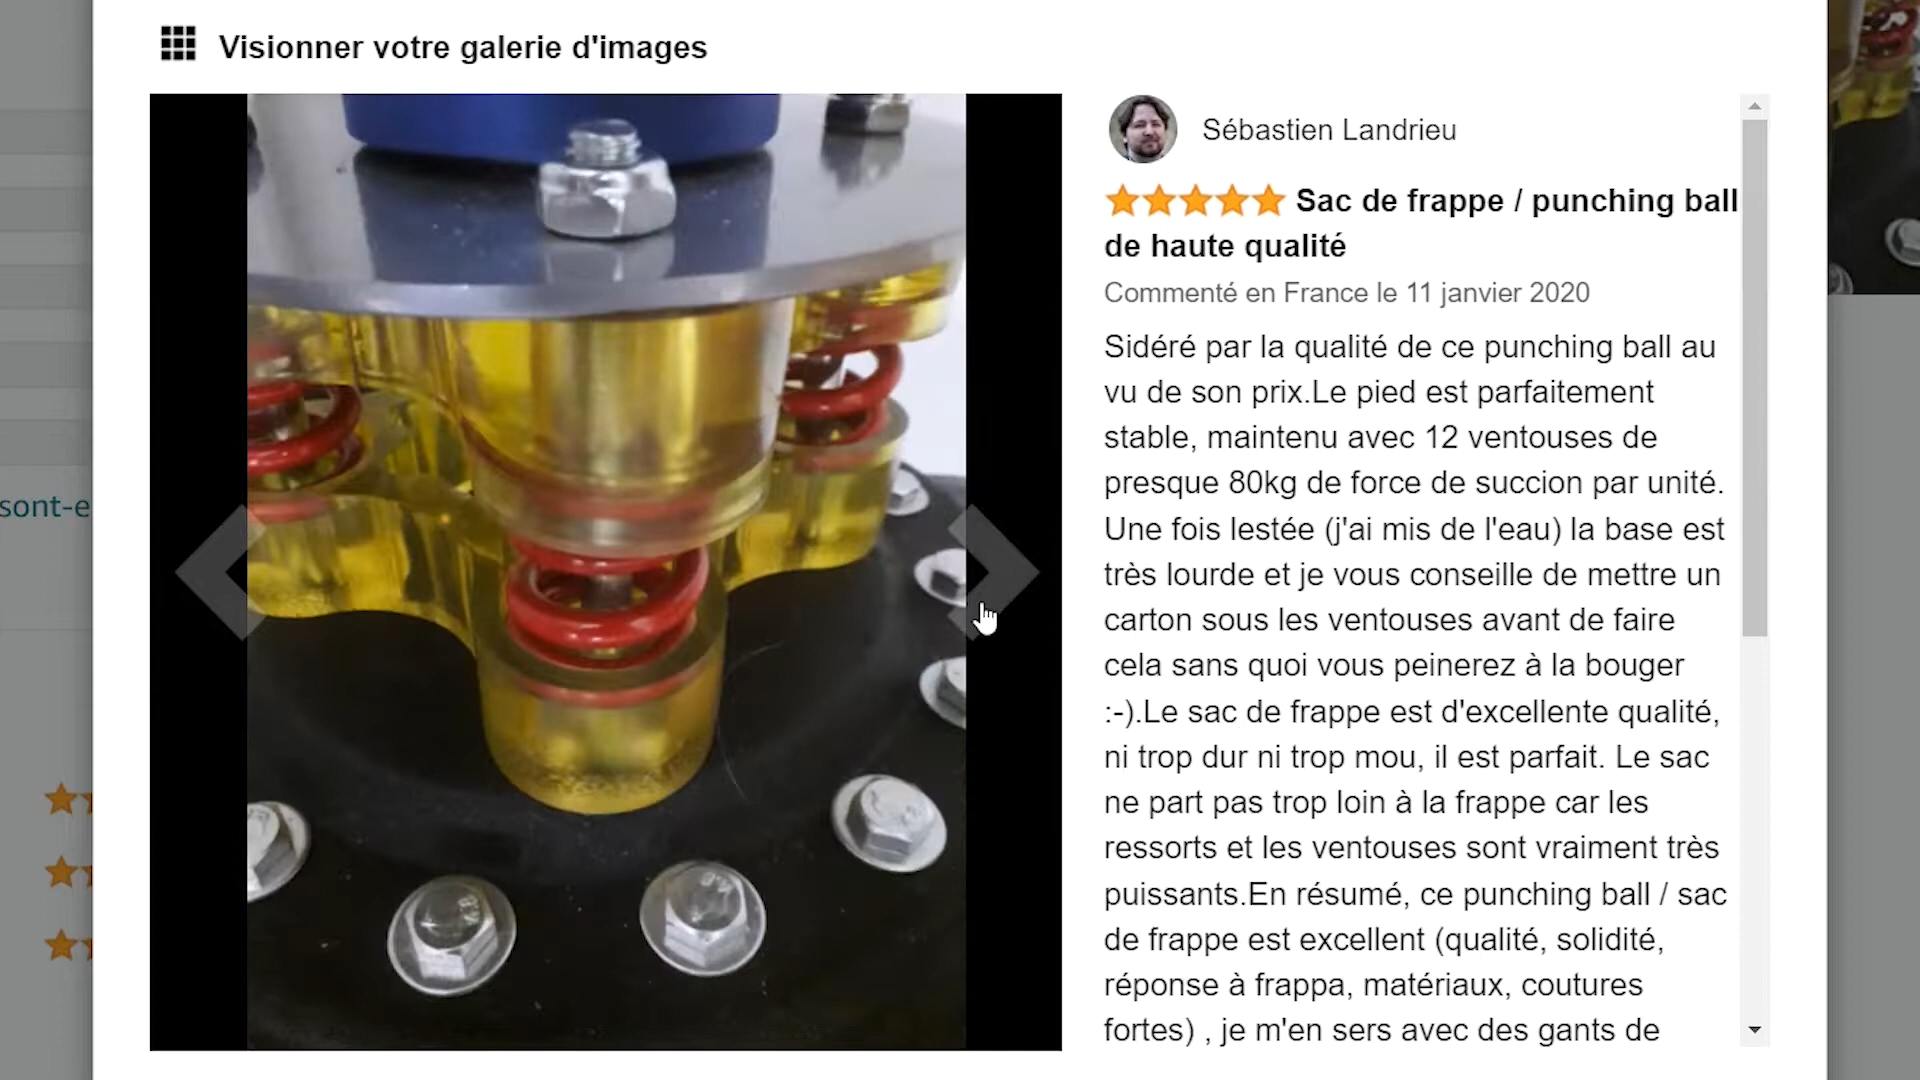 Visionner votre galerie d'images
Sébastien Landrieu
Sac de frappe / punching ball
de haute qualité
Commenté en France le 11 janvier 2020
Sidéré par la qualité de ce punching ball au
vu de son prix.Le pied est parfaitement
stable, maintenu avec 12 ventouses de
presque 80kg de force de succion par unité.
Une fois lestée (j'ai mis de l'eau) la base est
très lourde et je vous conseille de mettre un
carton sous les ventouses avant de faire
cela sans quoi vous peinerez à la bouger
:-).Le sac de frappe est d'excellente qualité,
ni trop dur ni trop mou, il est parfait. Le sac
ne part pas trop loin à la frappe car les
ressorts et les ventouses sont vraiment très
puissants.En résumé, ce punching ball / sac
de frappe est excellent (qualité, solidité,
réponse à frappa, matériaux, coutures
fortes) , je m'en sers avec des gants de
sont-e